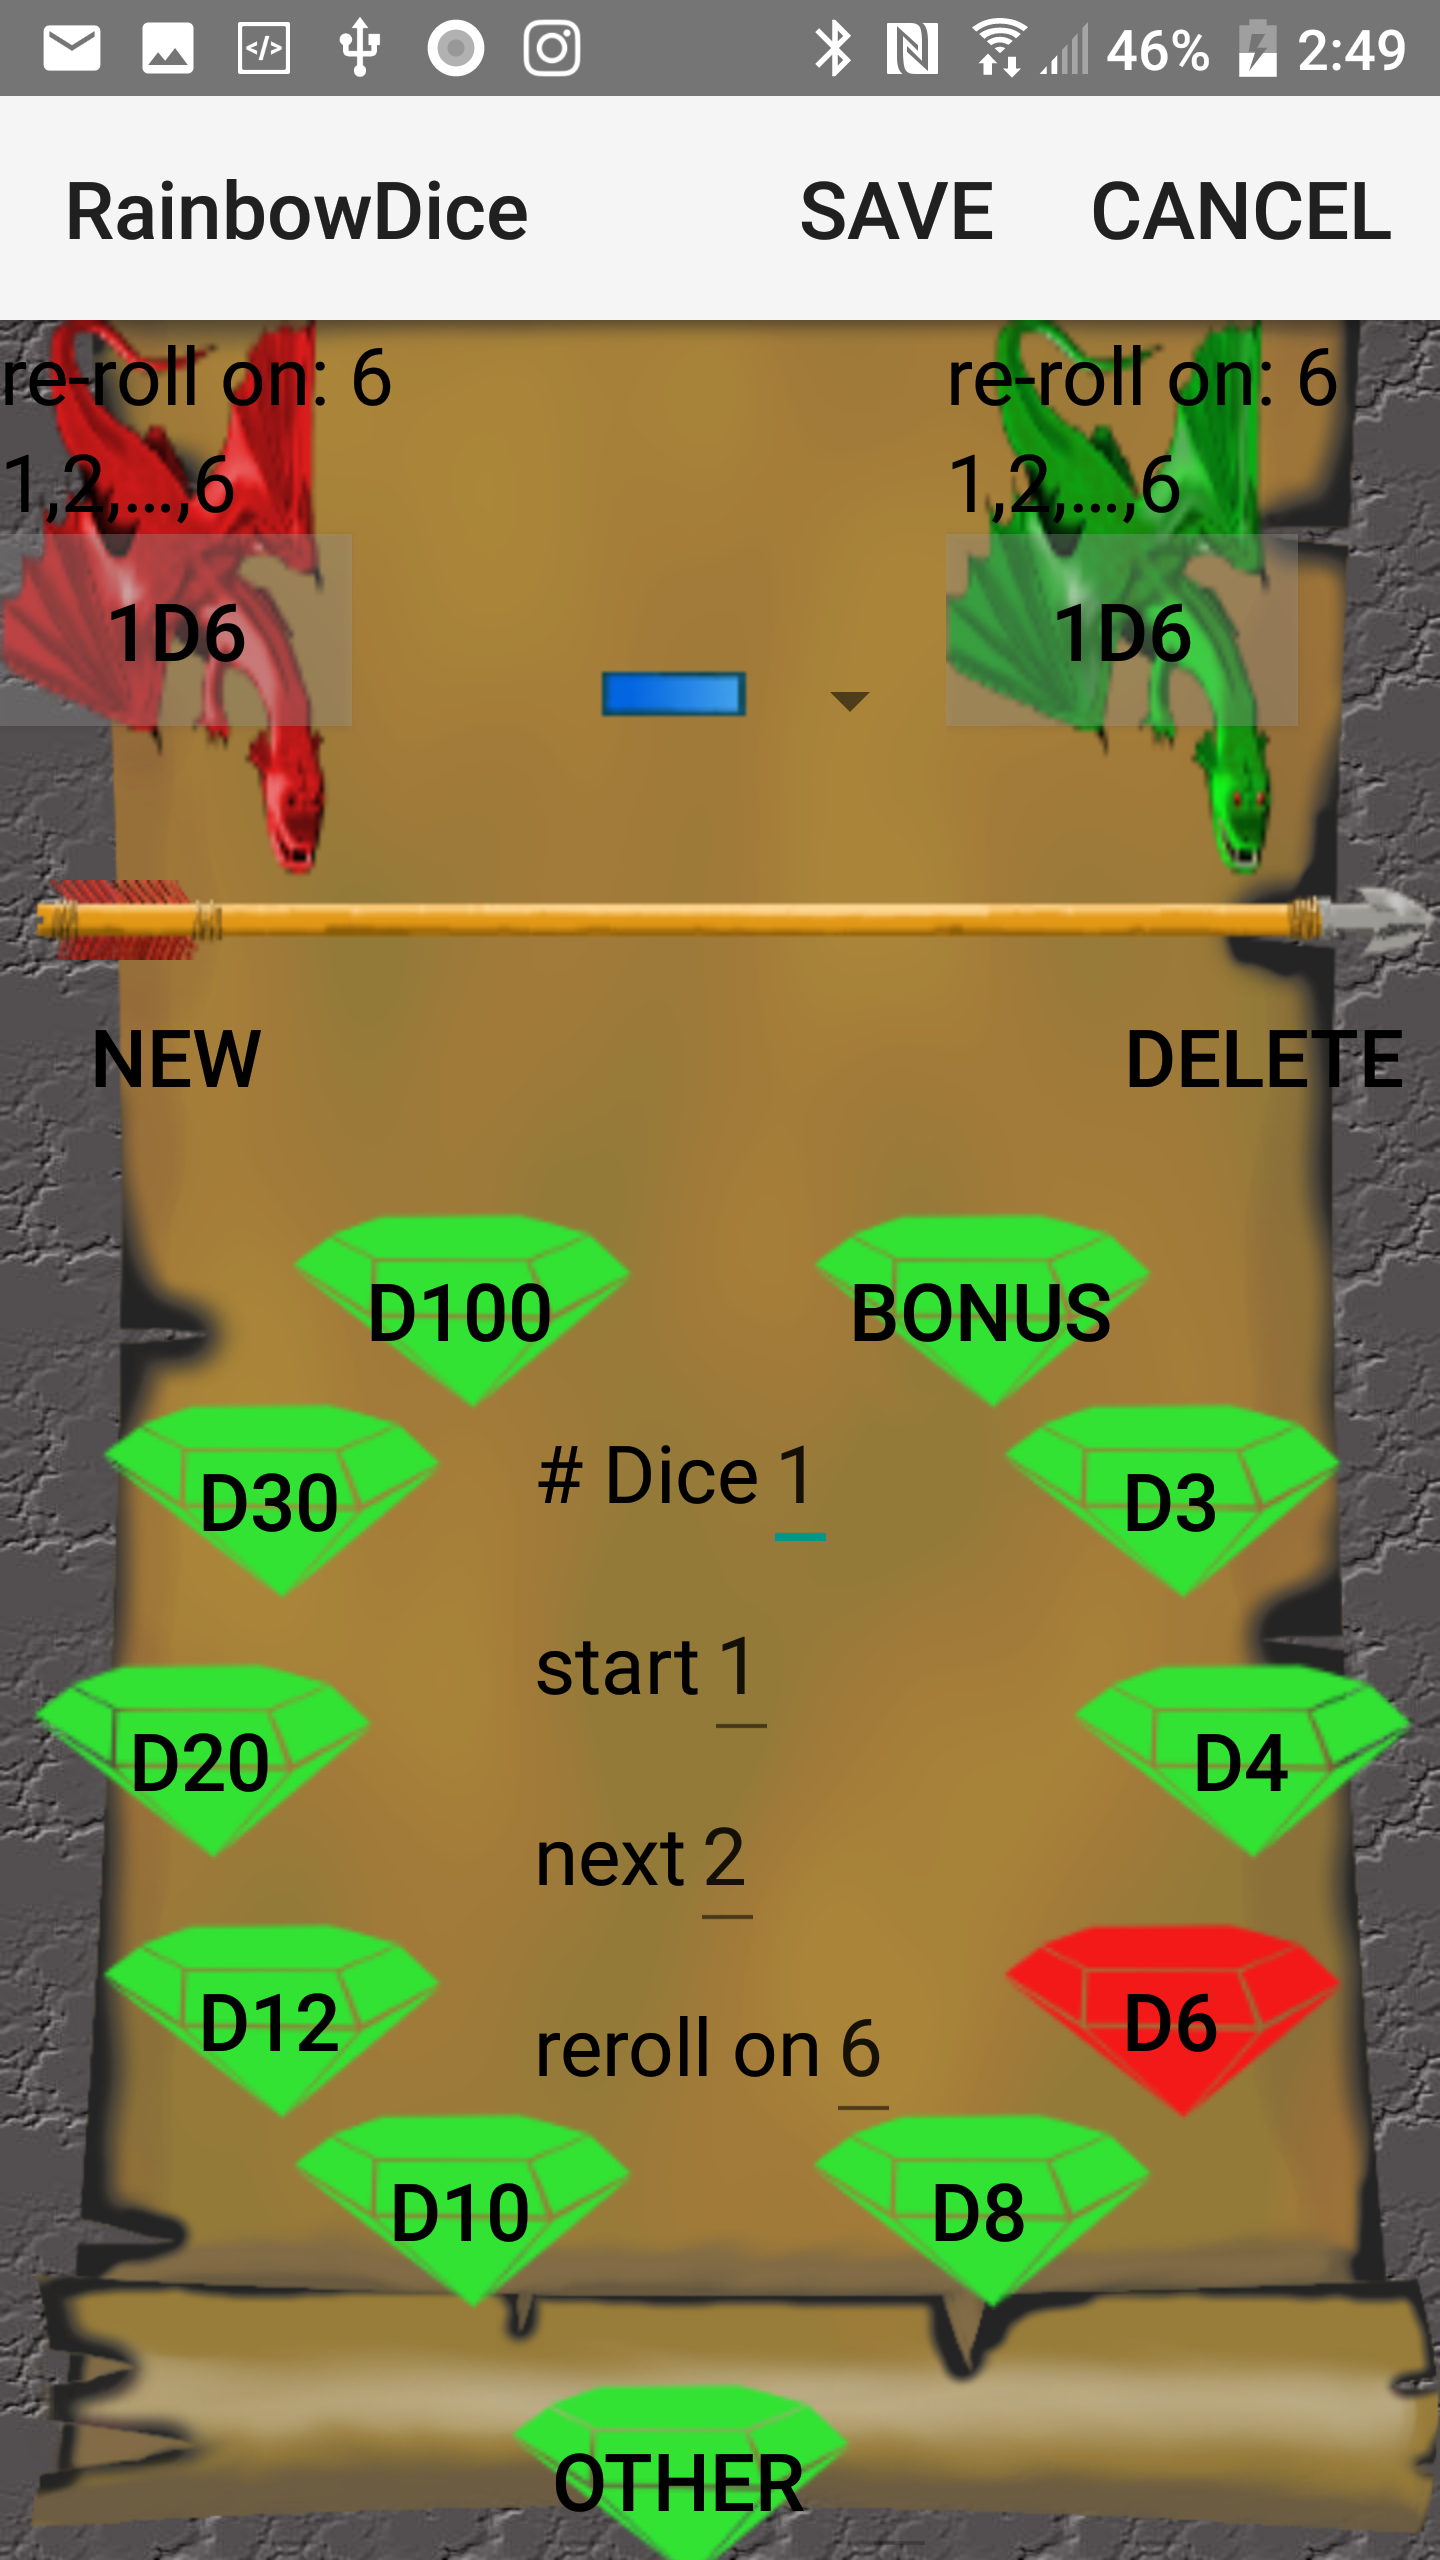 46% 2:49
RainbowDice SAVE CANCEL
re-roll on: 6 re-roll on: 6
1,2,...,6 1,2,...,6
1D6 1D6
NEW DELETE
D100 BONUS
# Dice 1
D30 D3
start 1
D20 D4
next 2
D12 D6
reroll on 6
D10 D8
OTHER